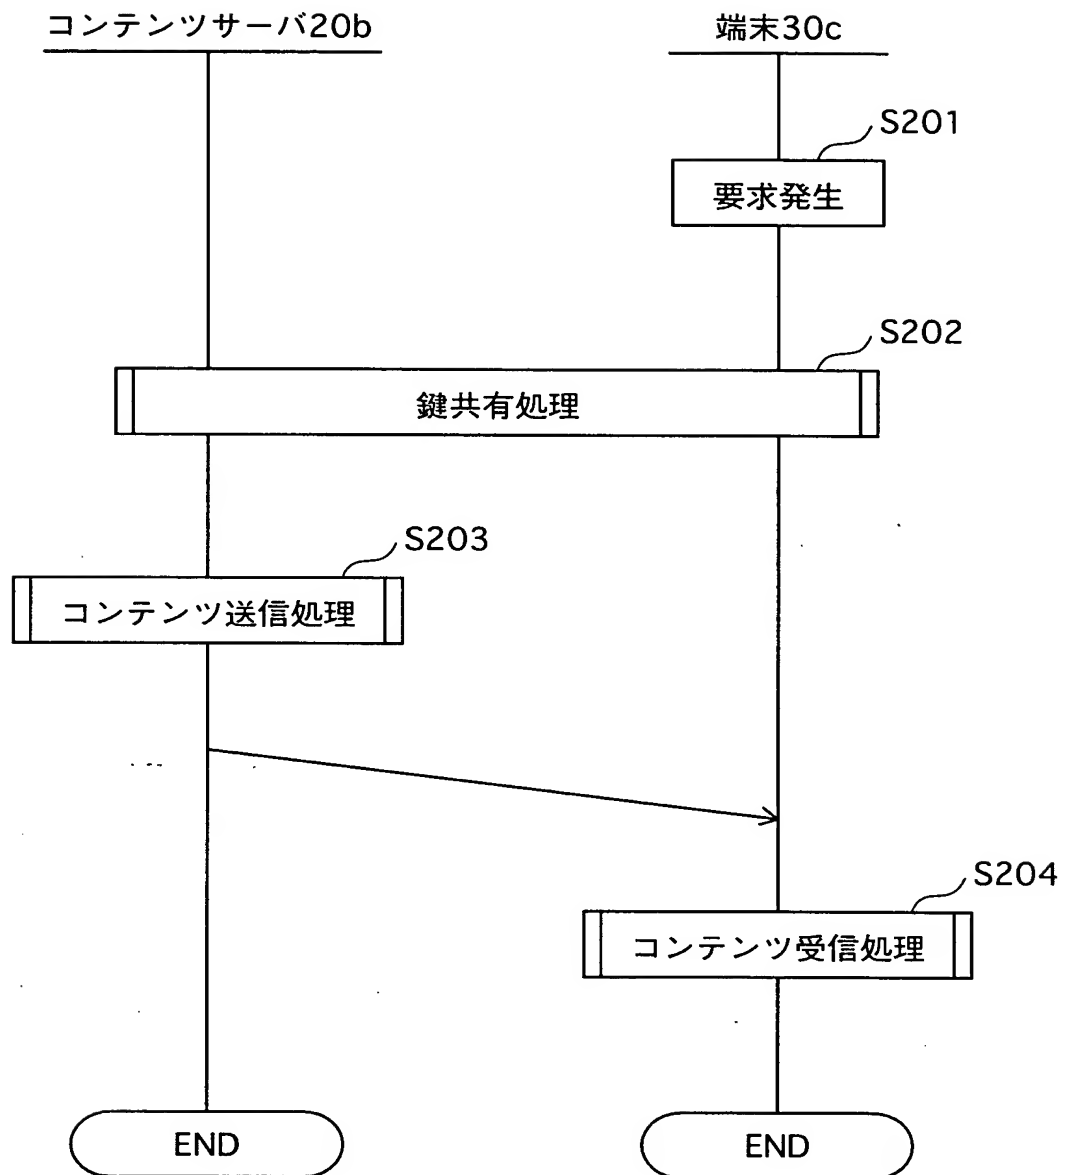 コンテンツサーバ20b
端末30c
S201
要求発生
S202
鍵共有処理
S203
コンテンツ送信処理
S204
コンテンツ受信処理
END
END